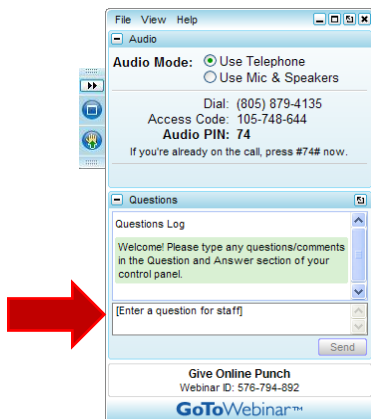 File View Help
Audio
Audio Mode: Use Telephone
Use Mic & Speakers
Dial: (805) 879-4135
Access Code: 105-748-644
Audio PIN: 74
If you're already on the call, press #74# now.
Questions
Questions Log
Welcome! Please type any questions/comments
in the Question and Answer section of your
control panel.
[Enter a question for staff]
Send
Give Online Punch
Webinar ID: 576-794-892
GoToWebinar™